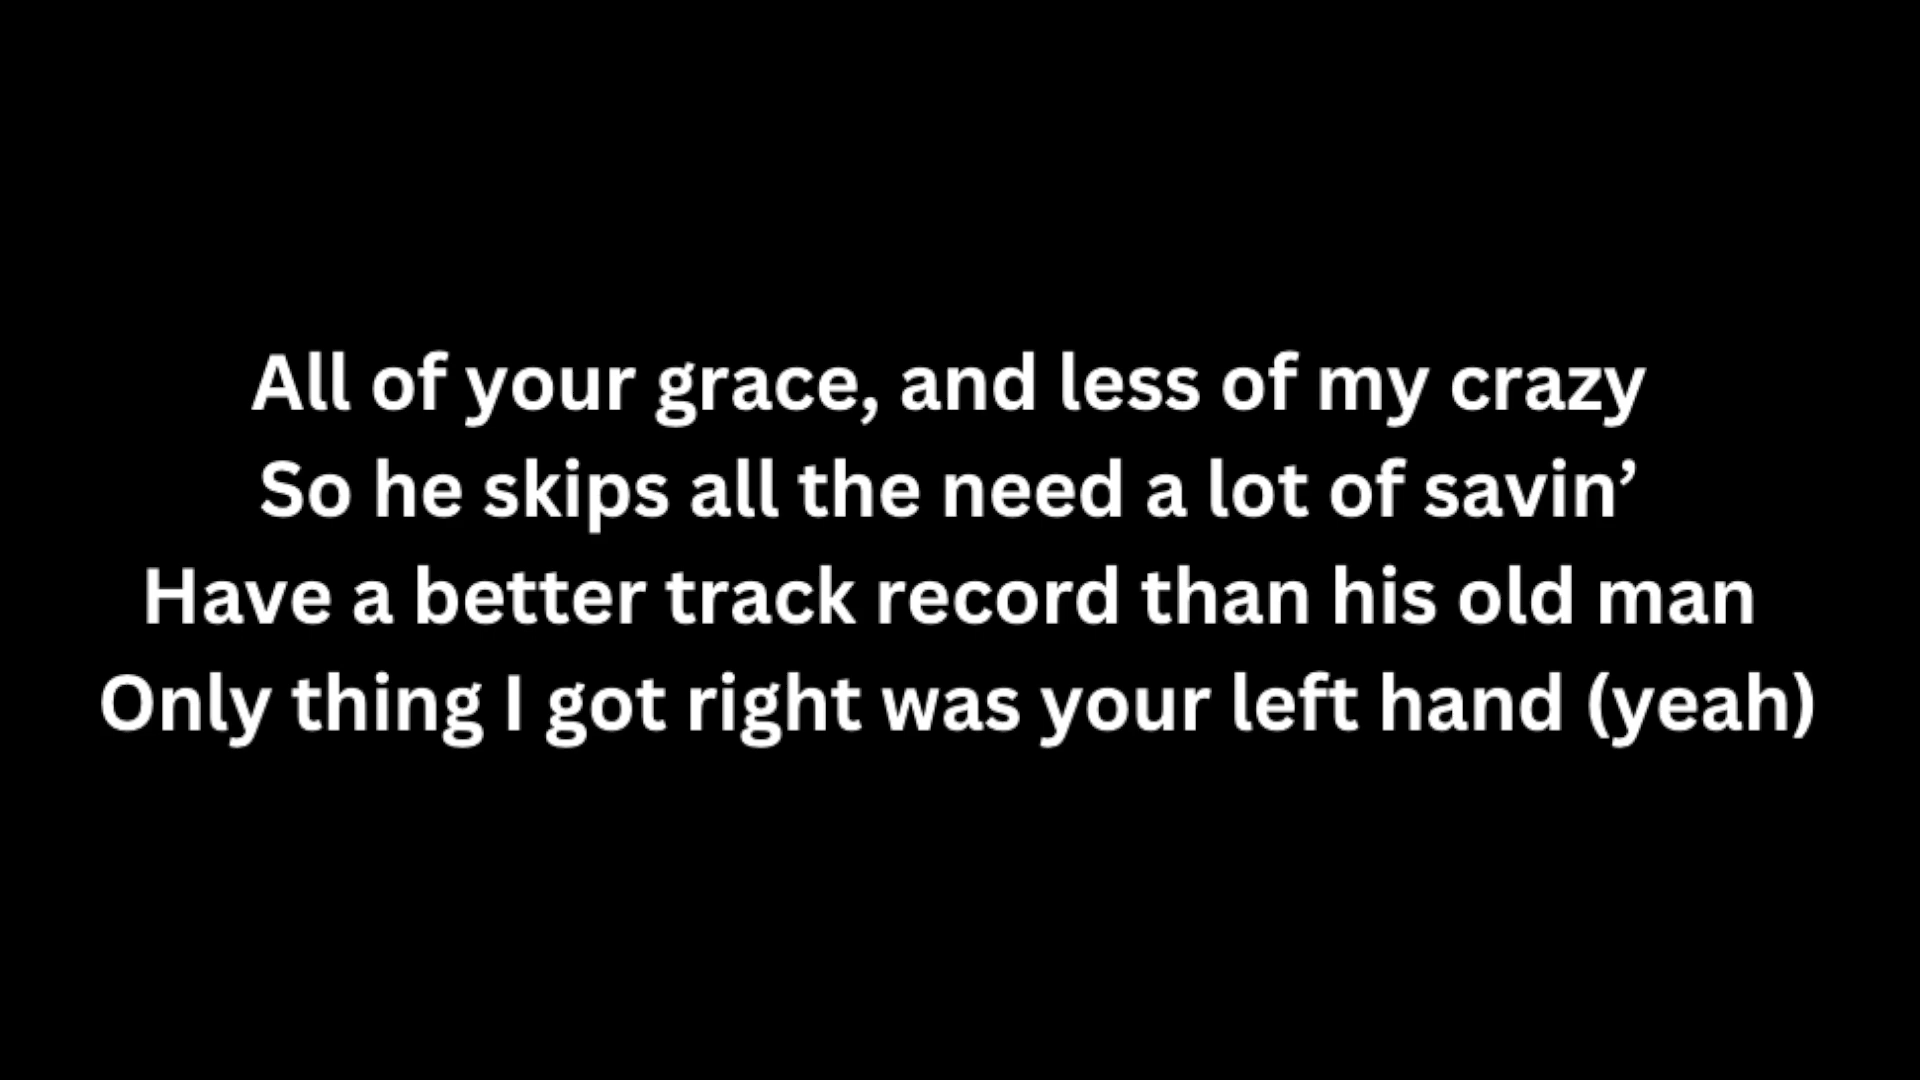 All of your grace, and less of my crazy
So he skips all the need a lot of savin’
Have a better track record than his old man
Only thing I got right was your left hand (yeah)